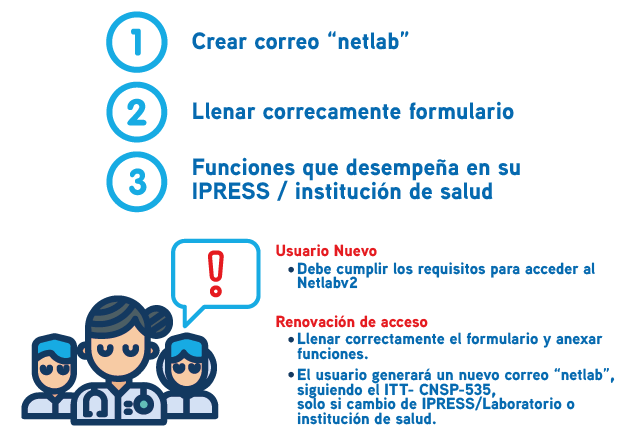 1
Crear correo “netlab”
2
Llenar correcamente formulario
3
Funciones que desempeña en su
IPRESS / institución de salud
!
Usuario Nuevo
• Debe cumplir los requisitos para acceder al
Netlabv2
Renovación de acceso
• Llenar correctamente el formulario y anexar
funciones.
• El usuario generará un nuevo correo “netlab”,
siguiendo el ITT- CNSP-535,
solo si cambio de IPRESS/Laboratorio o
institución de salud.